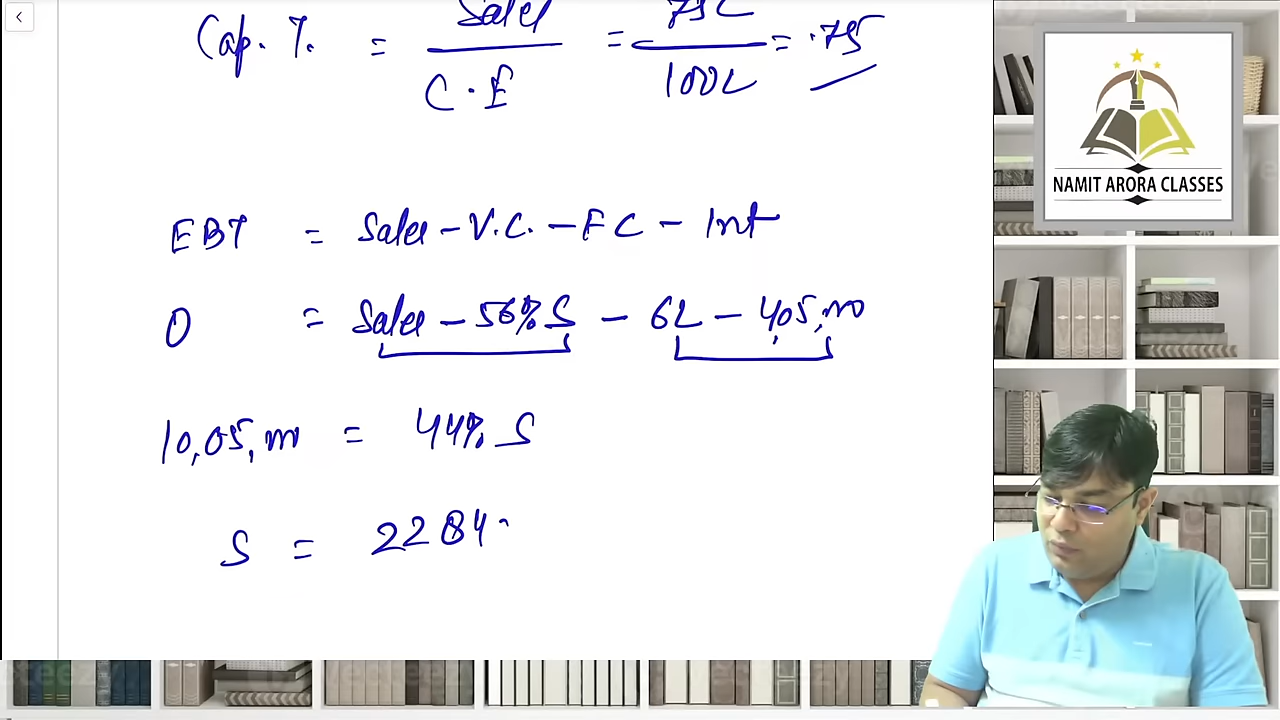 Cap. T. = Sales / C.E = 75L / 100L = .75
EBT = Sales - V.C. - FC - Int
0 = Sales - 56% S - 6L - 4,05,000
10,05,000 = 44% S
S = 2284
NAMIT ARORA CLASSES